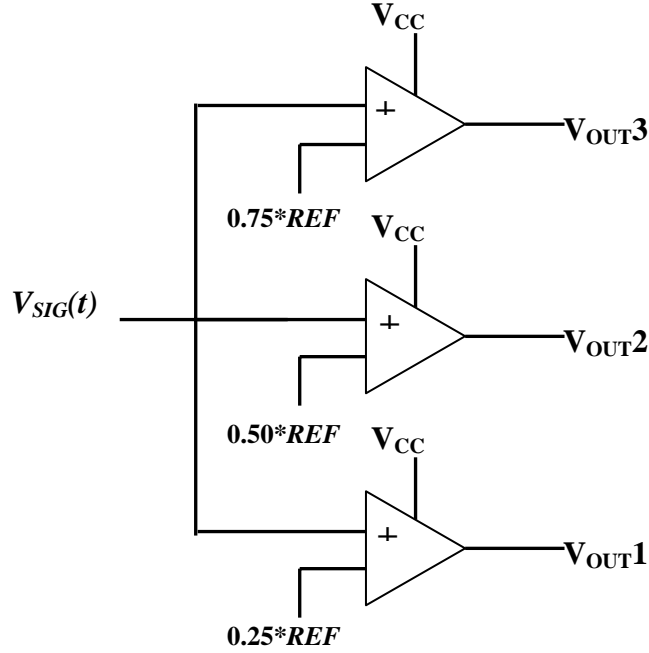 V_CC
+
V_OUT3
0.75*REF
V_CC
V_SIG(t)
+
V_OUT2
0.50*REF
V_CC
+
V_OUT1
0.25*REF